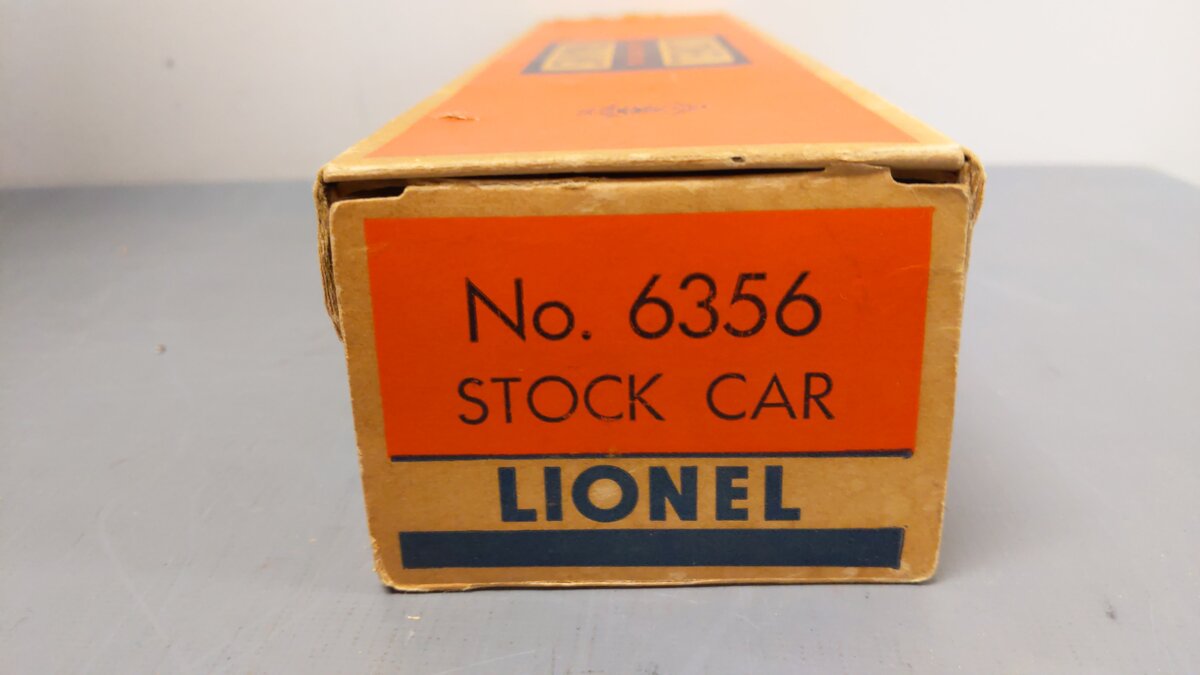 No. 6356
STOCK CAR
LIONEL